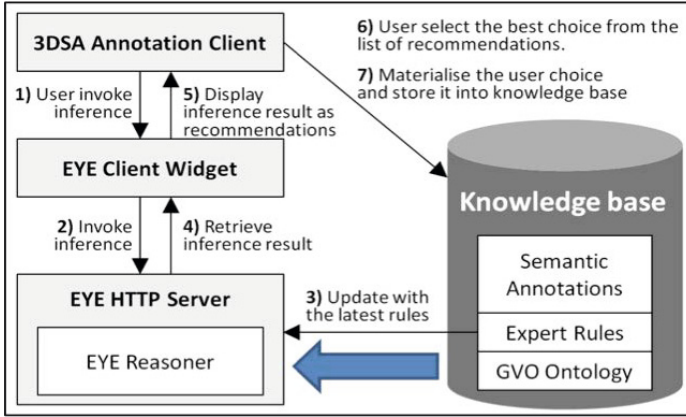 3DSA Annotation Client
6) User select the best choice from the
list of recommendations.
7) Materialise the user choice
and store it into knowledge base
1) User invoke
inference
5) Display
inference result as
recommendations
EYE Client Widget
2) Invoke
inference
4) Retrieve
inference result
EYE HTTP Server
EYE Reasoner
3) Update with
the latest rules
Knowledge base
Semantic
Annotations
Expert Rules
GVO Ontology